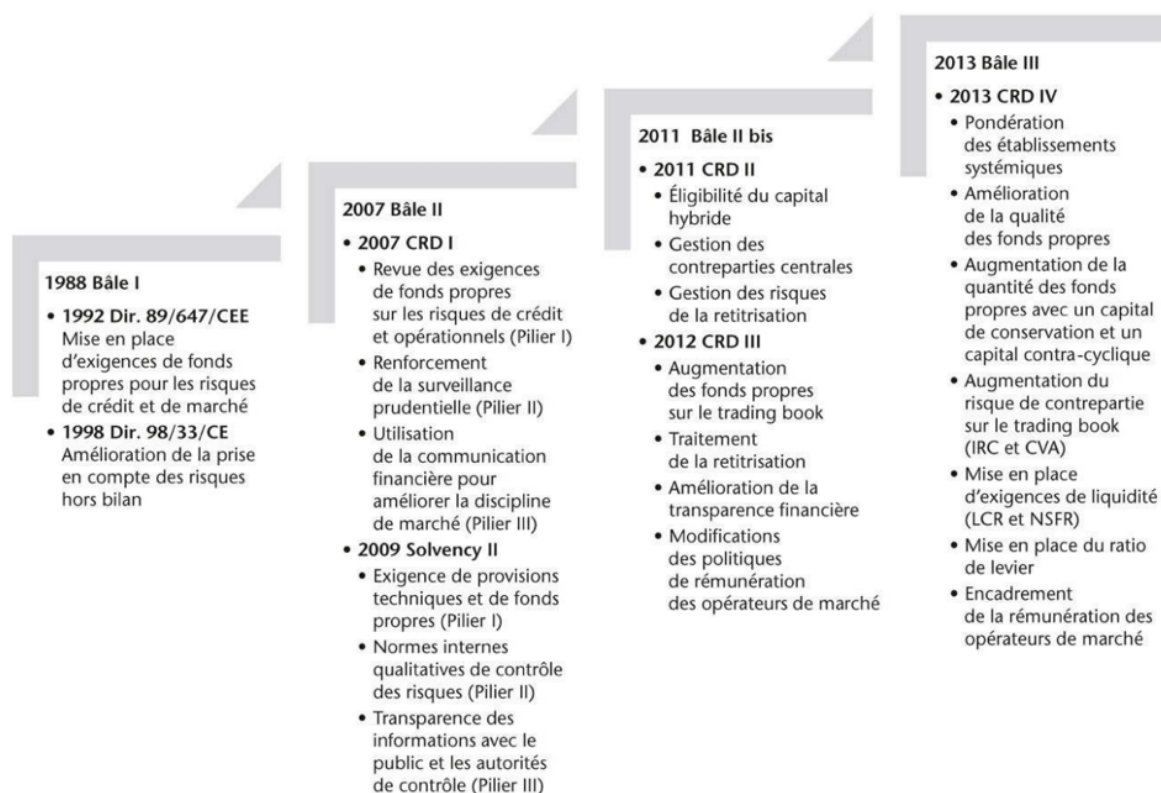 1988 Bâle I
• 1992 Dir. 89/647/CEE
Mise en place
d'exigences de fonds
propres pour les risques
de crédit et de marché
• 1998 Dir. 98/33/CE
Amélioration de la prise
en compte des risques
hors bilan
2007 Bâle II
• 2007 CRD I
• Revue des exigences
de fonds propres
sur les risques de crédit
et opérationnels (Pilier I)
• Renforcement
de la surveillance
prudentielle (Pilier II)
• Utilisation
de la communication
financière pour
améliorer la discipline
de marché (Pilier III)
• 2009 Solvency II
• Exigence de provisions
techniques et de fonds
propres (Pilier I)
• Normes internes
qualitatives de contrôle
des risques (Pilier II)
• Transparence des
informations avec le
public et les autorités
de contrôle (Pilier III)
2011 Bâle II bis
• 2011 CRD II
• Éligibilité du capital
hybride
• Gestion des
contreparties centrales
• Gestion des risques
de la retitrisation
• 2012 CRD III
• Augmentation
des fonds propres
sur le trading book
• Traitement
de la retitrisation
• Amélioration de la
transparence financière
• Modifications
des politiques
de rémunération
des opérateurs de marché
2013 Bâle III
• 2013 CRD IV
• Pondération
des établissements
systémiques
• Amélioration
de la qualité
des fonds propres
• Augmentation de la
quantité des fonds
propres avec un capital
de conservation et un
capital contra-cyclique
• Augmentation du
risque de contrepartie
sur le trading book
(IRC et CVA)
• Mise en place
d'exigences de liquidité
(LCR et NSFR)
• Mise en place du ratio
de levier
• Encadrement
de la rémunération des
opérateurs de marché